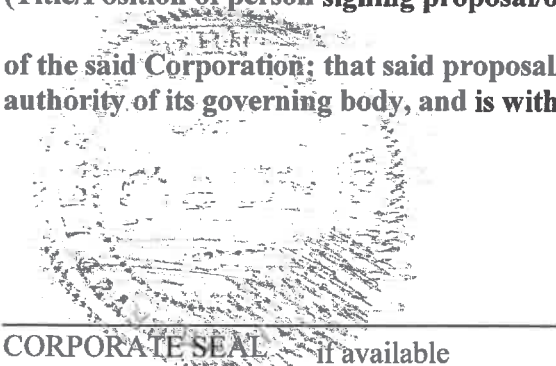 (Title/Position of person signing proposal/o
of the said Corporation: that said proposal
authority of its governing body, and is with
CORPORATE SEAL if available